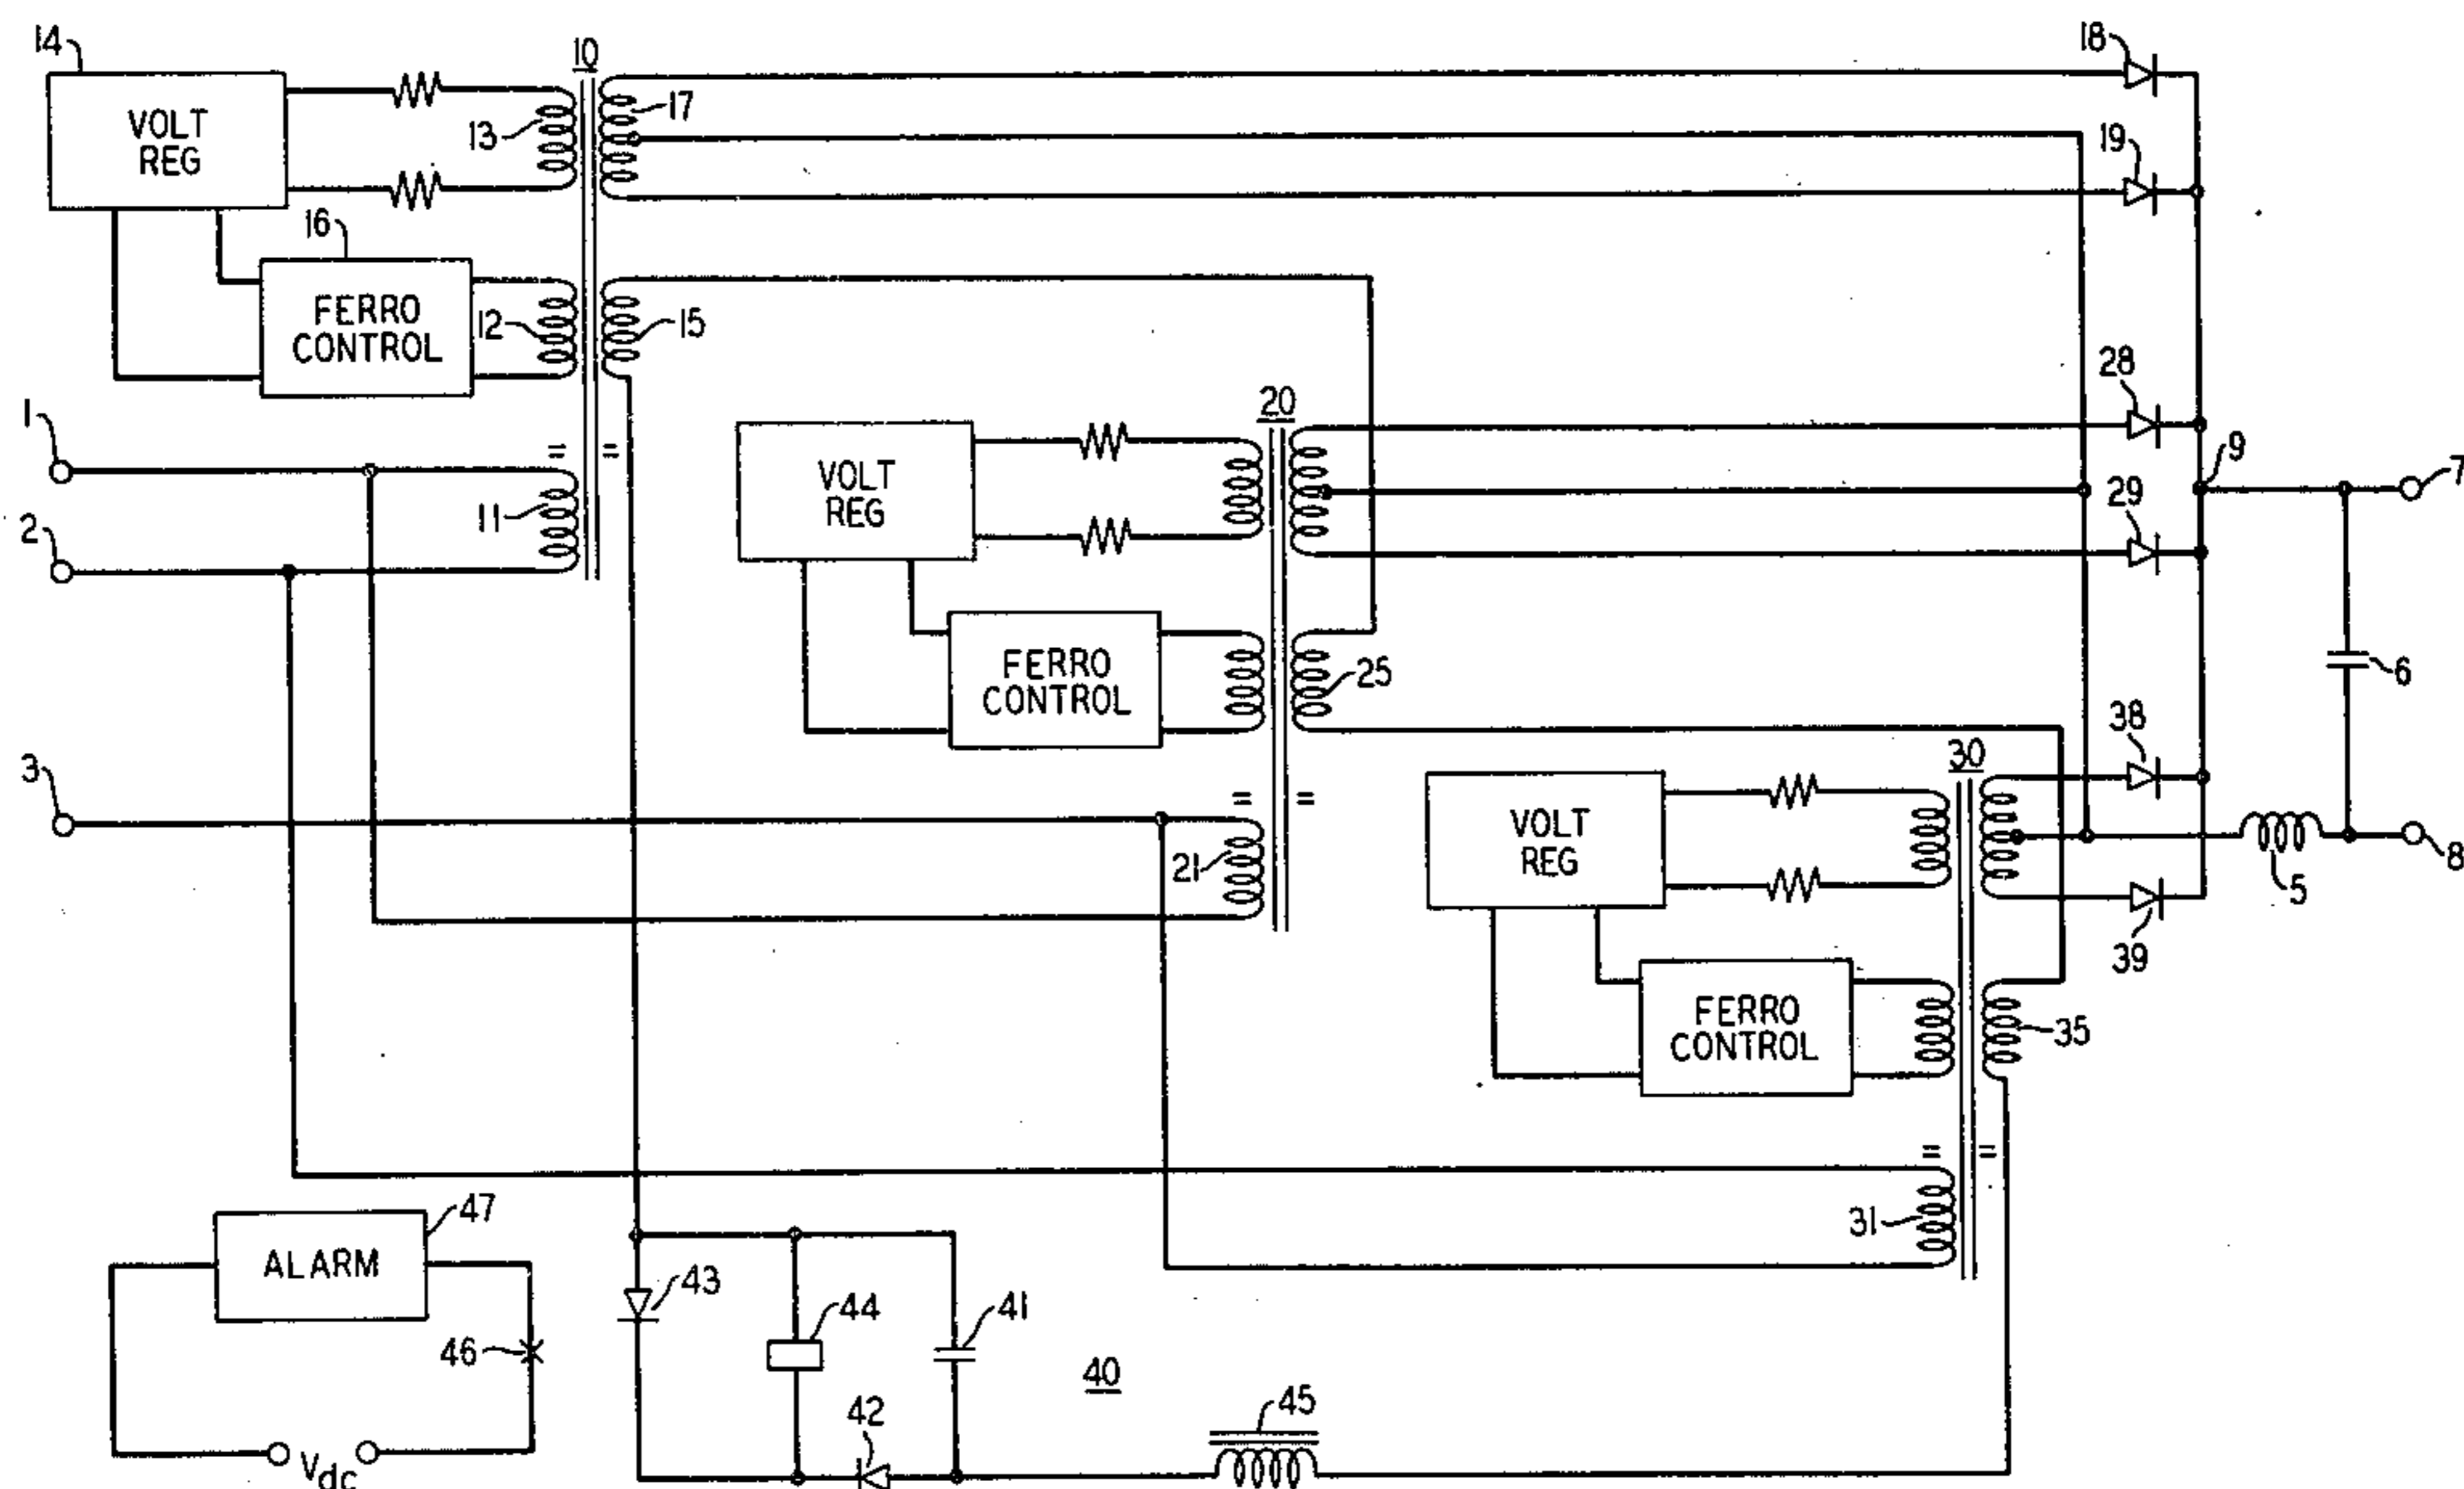 14
10
18
VOLT
REG
13
17
19
16
FERRO
CONTROL
12
15
28
1
20
9
VOLT
REG
7
29
2
11
FERRO
CONTROL
25
6
38
3
30
21
VOLT
REG
5
8
39
FERRO
CONTROL
35
47
31
ALARM
43
44
41
46
40
42
45
Vdc
= =
= =
= =